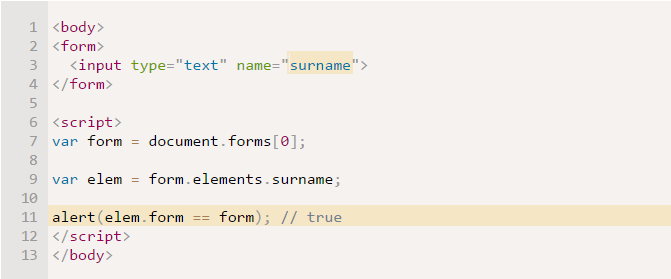 1 <body>
2 <form>
3   <input type="text" name="surname">
4 </form>
5
6 <script>
7 var form = document.forms[0];
8
9 var elem = form.elements.surname;
10
11 alert(elem.form == form); // true
12 </script>
13 </body>